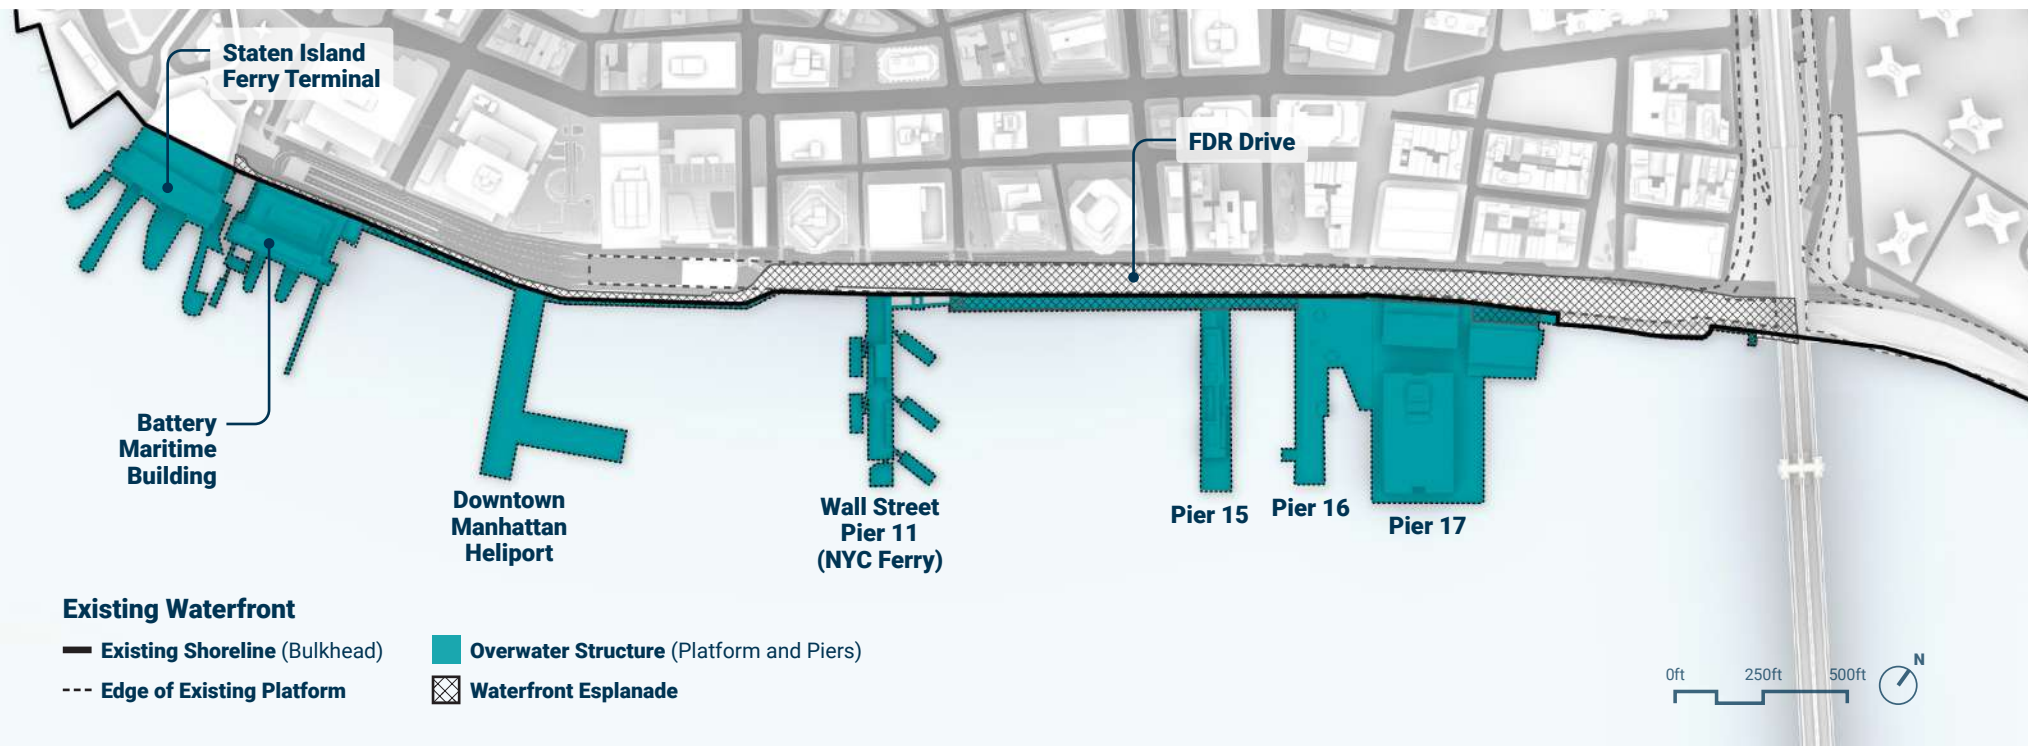 Staten Island
Ferry Terminal
FDR Drive
Battery
Maritime
Building
Downtown
Manhattan
Heliport
Wall Street
Pier 11
(NYC Ferry)
Pier 15
Pier 16
Pier 17
Existing Waterfront
Existing Shoreline (Bulkhead)
Edge of Existing Platform
Overwater Structure (Platform and Piers)
Waterfront Esplanade
0ft 250ft 500ft
N